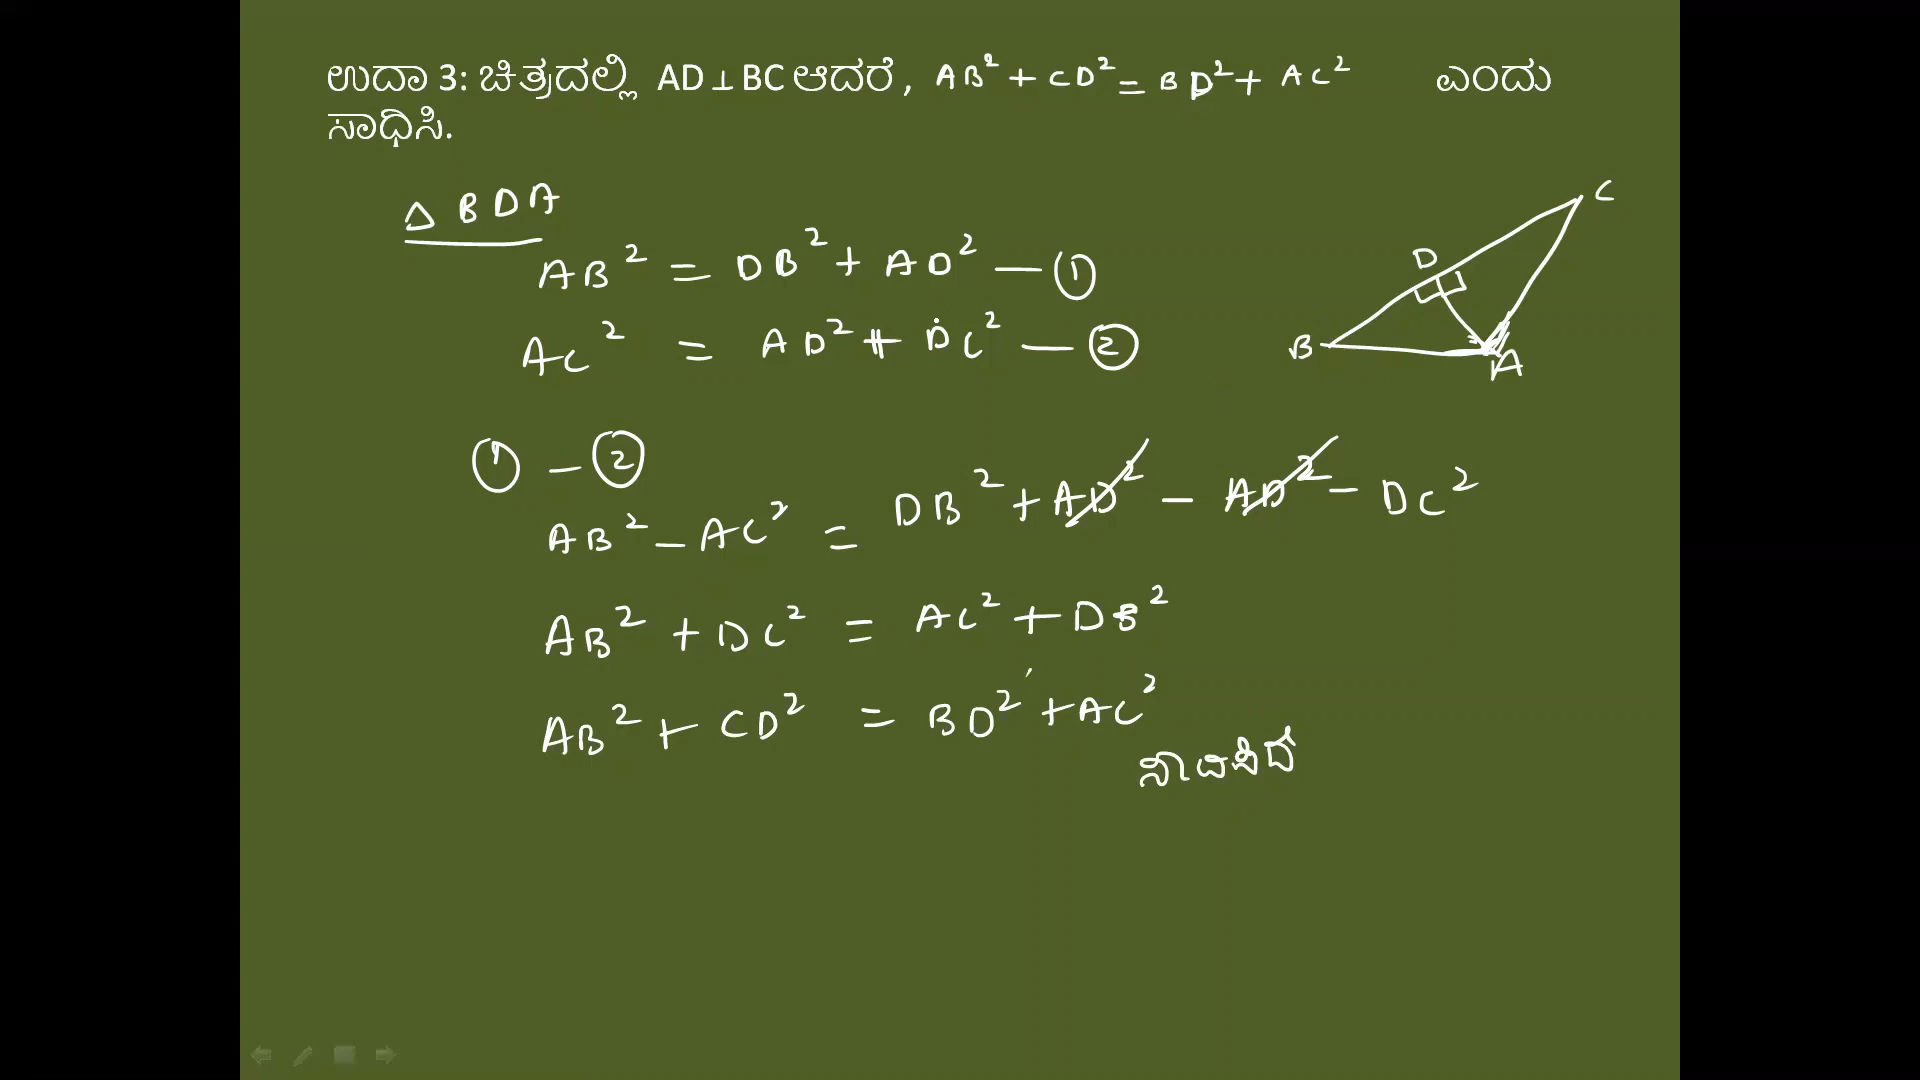 ಉದಾ 3: ಚಿತ್ರದಲ್ಲಿ AD⊥BC ಆದರೆ, AB² + CD² = BD² + AC² ಎಂದು
ಸಾಧಿಸಿ.
△ BDA
AB² = DB² + AD² — ①
AC² = AD² + DC² — ②
① – ②
AB² – AC² = DB² + AD² – AD² – DC²
AB² + DC² = AC² + DB²
AB² + CD² = BD² + AC²
C
D
B
A